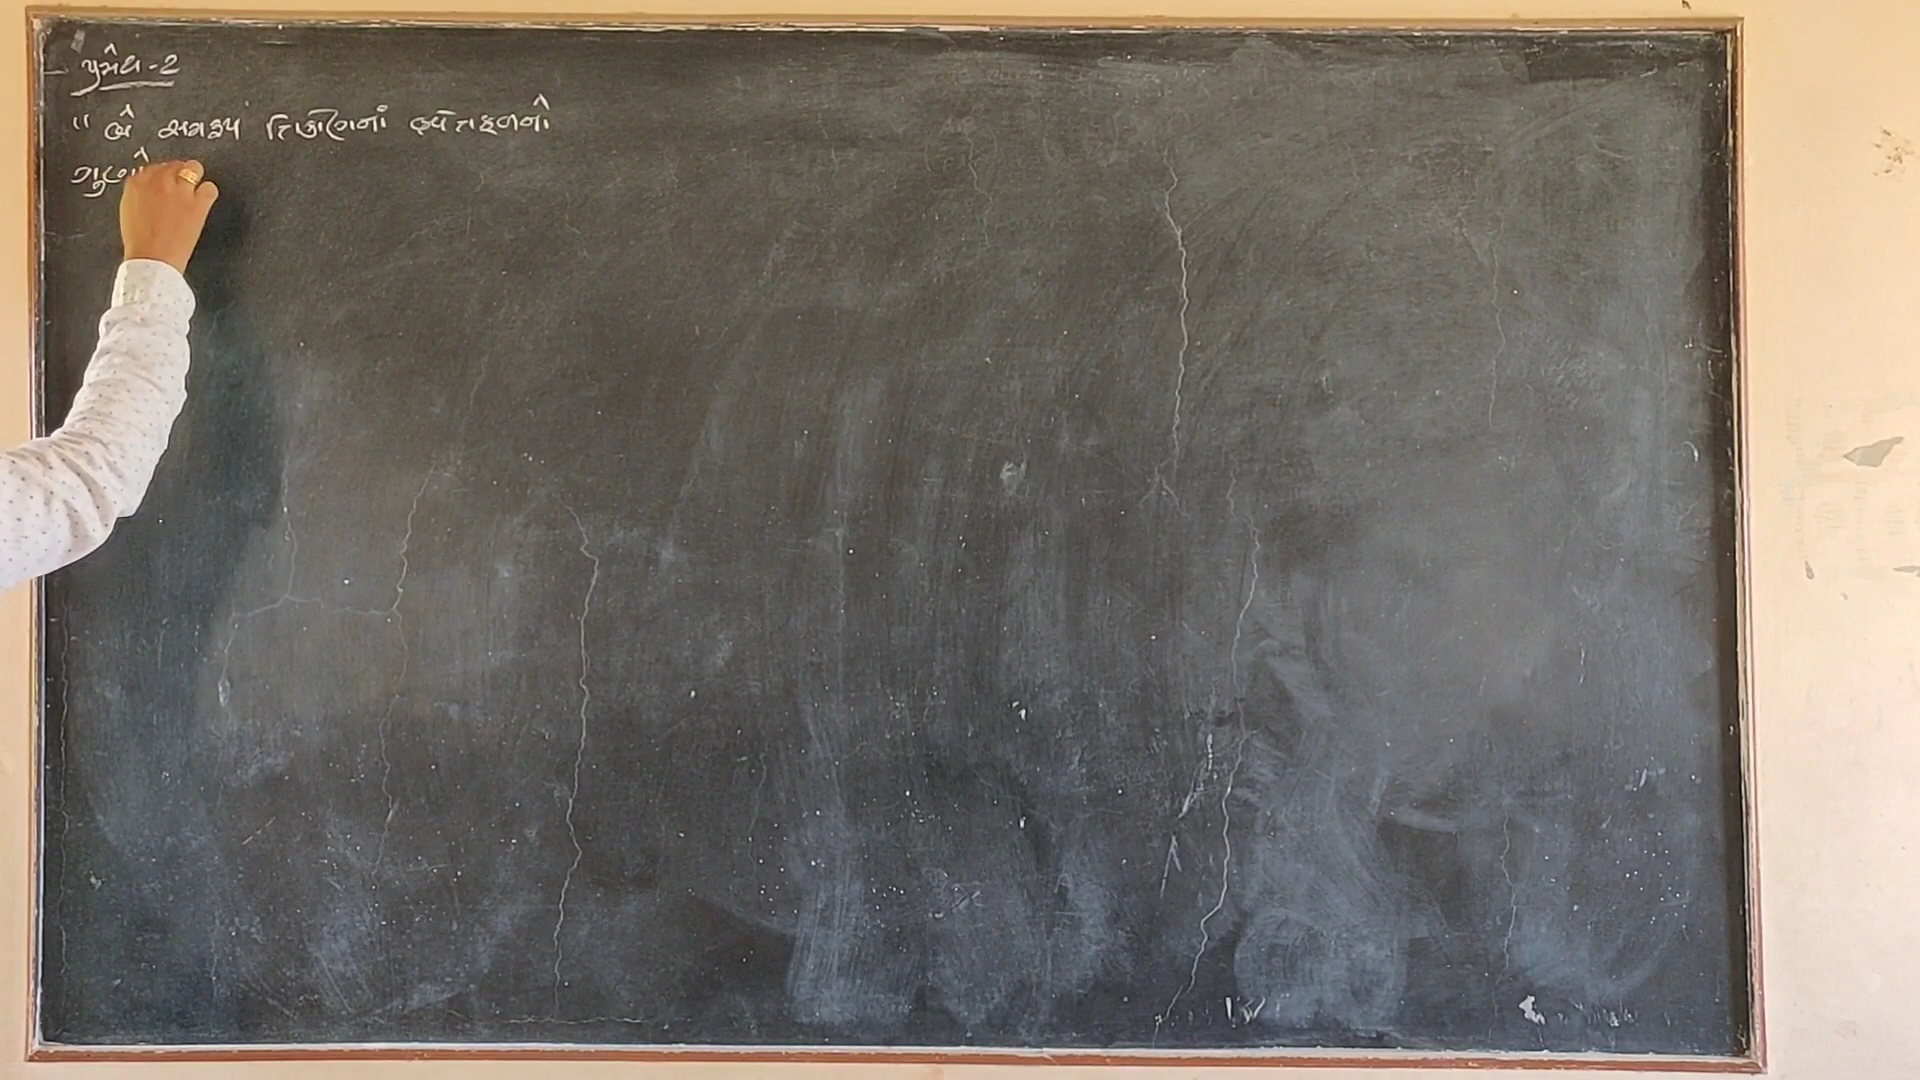 પ્રમેય - 2
" બે સમરૂપ ત્રિકોણનાં ક્ષેત્રફળનો
ગુણો